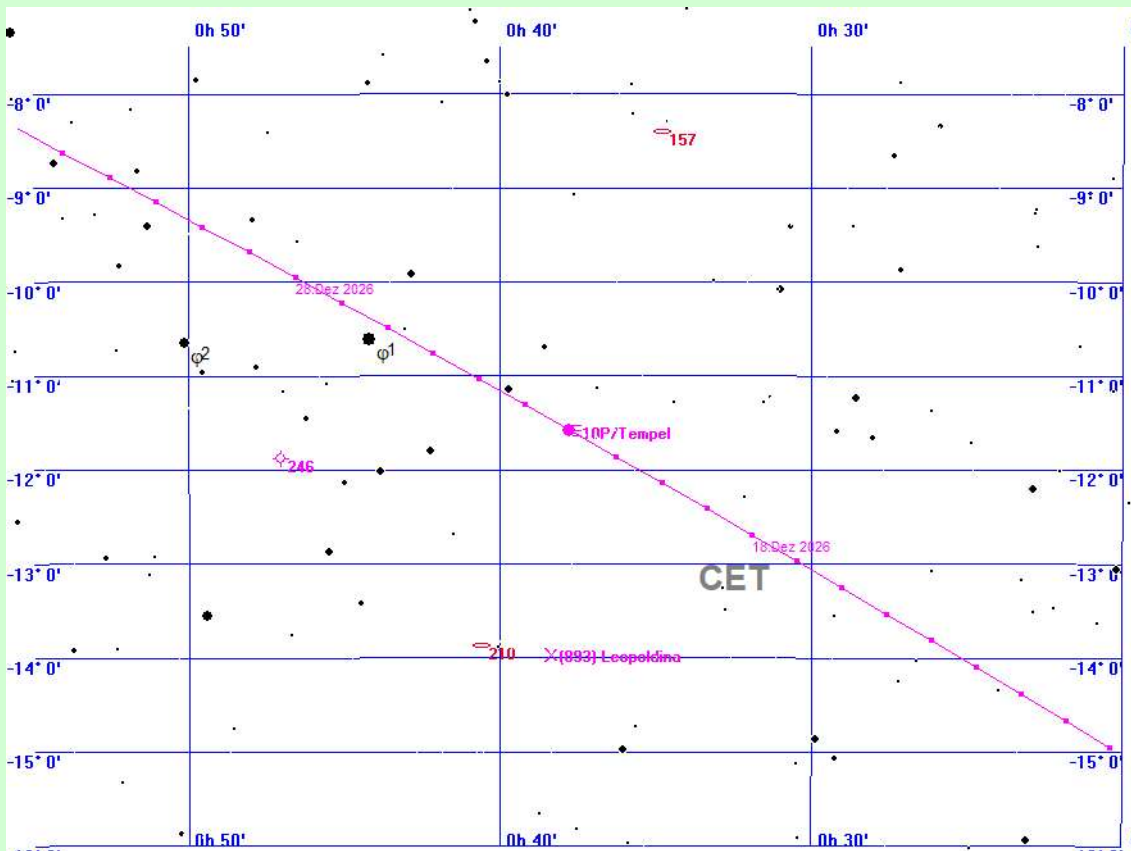 0h 50' 0h 40' 0h 30'
-8° 0' -8° 0'
157
-9° 0' -9° 0'
-10° 0' 28.Dez 2026 -10° 0'
φ2 φ1
-11° 0' -11° 0'
10P/Tempel
246
-12° 0' -12° 0'
18.Dez 2026
-13° 0' CET -13° 0'
210 (893) Leopoldina
-14° 0' -14° 0'
-15° 0' -15° 0'
0h 50' 0h 40' 0h 30'